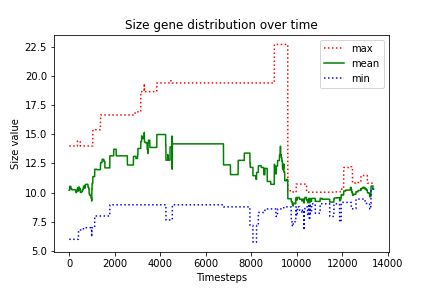 Size gene distribution over time
22.5
20.0
17.5
15.0
12.5
10.0
7.5
5.0
Size value
max
mean
min
0 2000 4000 6000 8000 10000 12000 14000
Timesteps